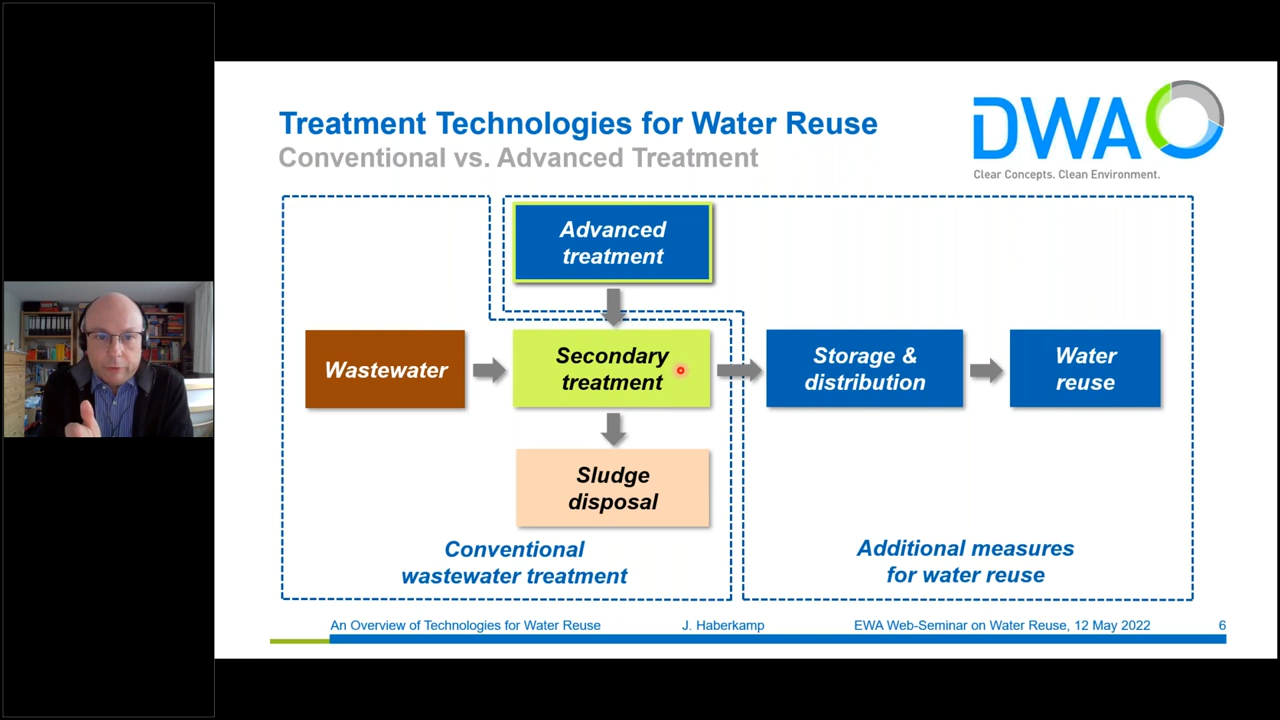 Treatment Technologies for Water Reuse
Conventional vs. Advanced Treatment
DWA
Clear Concepts. Clean Environment.
Advanced
treatment
Wastewater
Secondary
treatment
Storage &
distribution
Water
reuse
Sludge
disposal
Conventional
wastewater treatment
Additional measures
for water reuse
An Overview of Technologies for Water Reuse
J. Haberkamp
EWA Web-Seminar on Water Reuse, 12 May 2022
6